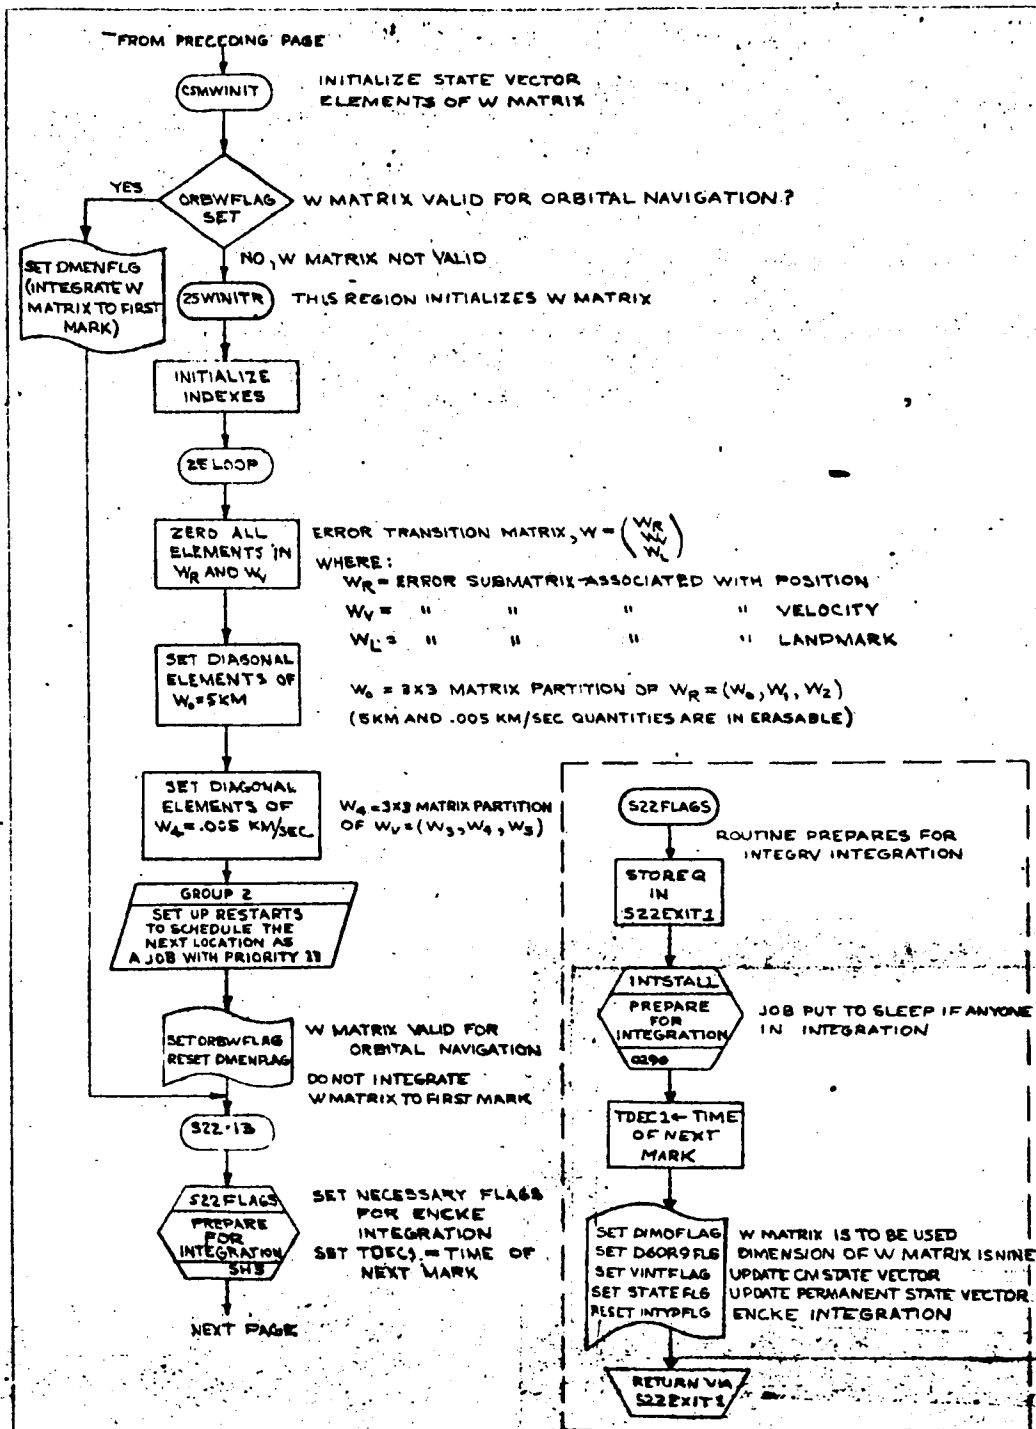 FROM PRECEDING PAGE
CSMWINIT
INITIALIZE STATE VECTOR
ELEMENTS OF W MATRIX
YES
ORBWFLAG
SET
W MATRIX VALID FOR ORBITAL NAVIGATION?
NO, W MATRIX NOT VALID
SET DMENFLG
(INTEGRATE W
MATRIX TO FIRST
MARK)
25WINITR
THIS REGION INITIALIZES W MATRIX
INITIALIZE
INDEXES
ZELOOP
ZERO ALL
ELEMENTS IN
W_R AND W_V
ERROR TRANSITION MATRIX, W = (W_R W_V W_L)
WHERE:
W_R = ERROR SUBMATRIX ASSOCIATED WITH POSITION
W_V = " " " " VELOCITY
W_L = " " " " LANDMARK
SET DIAGONAL
ELEMENTS OF
W_0 = 5KM
W_0 = 3X3 MATRIX PARTITION OF W_R = (W_0, W_1, W_2)
(5KM AND .005 KM/SEC QUANTITIES ARE IN ERASABLE)
SET DIAGONAL
ELEMENTS OF
W_4 = .005 KM/SEC
W_4 = 3X3 MATRIX PARTITION
OF W_V = (W_3, W_4, W_5)
GROUP 2
SET UP RESTARTS
TO SCHEDULE THE
NEXT LOCATION AS
A JOB WITH PRIORITY
SET ORBWFLAG
RESET DMENFLAG
W MATRIX VALID FOR
ORBITAL NAVIGATION
DO NOT INTEGRATE
W MATRIX TO FIRST MARK
S22.13
S22FLAGS
PREPARE
FOR
INTEGRATION
SH3
SET NECESSARY FLAGS
FOR ENCKE
INTEGRATION
SET TDEC1 = TIME OF
NEXT MARK
NEXT PAGE
S22FLAGS
ROUTINE PREPARES FOR
INTEGRV INTEGRATION
STORE Q
IN
S22EXIT1
INTSTALL
PREPARE
FOR
INTEGRATION
0290
JOB PUT TO SLEEP IF ANYONE
IN INTEGRATION
TDEC1 ← TIME
OF NEXT
MARK
SET DIMOFLAG W MATRIX IS TO BE USED
SET D6OR9FLG DIMENSION OF W MATRIX IS NINE
SET VINTFLAG UPDATE CM STATE VECTOR
SET STATEFLG UPDATE PERMANENT STATE VECTOR
RESET INTYPFLG ENCKE INTEGRATION
RETURN VIA
S22EXIT1